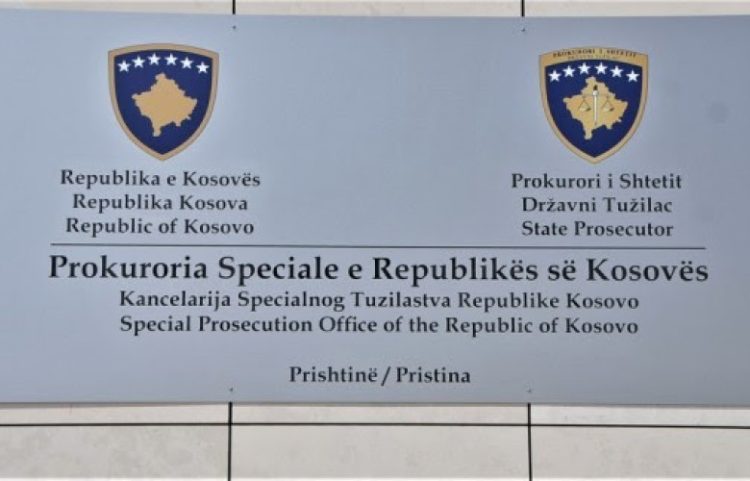 Republika e Kosovës
Republika Kosova
Republic of Kosovo
PROKURORI I SHTETIT
Prokurori i Shtetit
Državni Tužilac
State Prosecutor
Prokuroria Speciale e Republikës së Kosovës
Kancelarija Specialnog Tuzilastva Republike Kosovo
Special Prosecution Office of the Republic of Kosovo
Prishtinë / Pristina